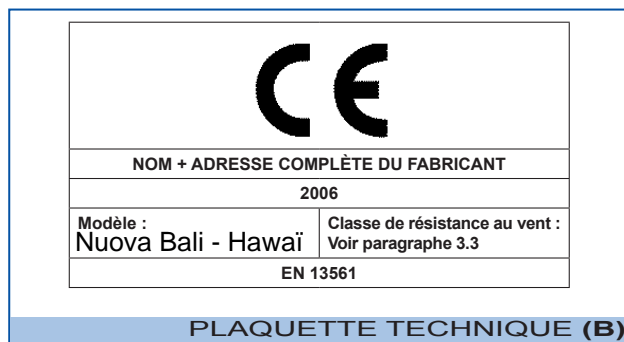 CE
NOM + ADRESSE COMPLÈTE DU FABRICANT
2006
Modèle :
Nuova Bali - Hawaï
Classe de résistance au vent :
Voir paragraphe 3.3
EN 13561
PLAQUETTE TECHNIQUE (B)